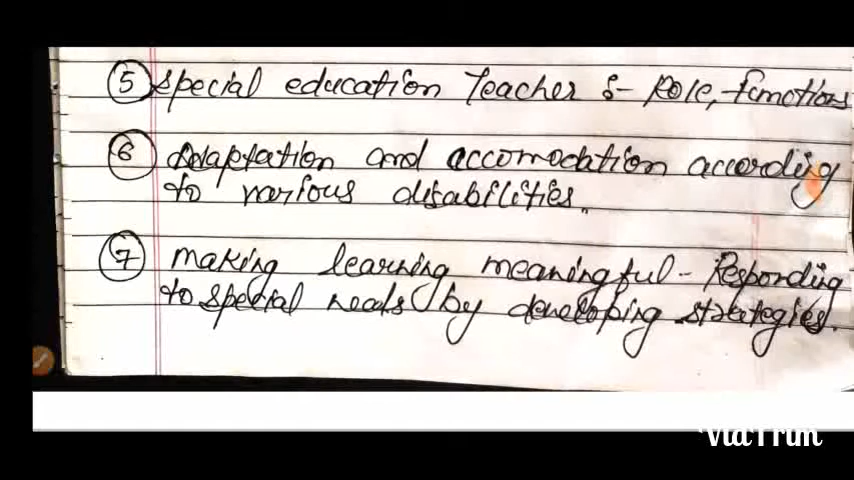 ⑤ special education Teacher :- Role, functions
⑥ Adaptation and accomodation according
to various disabilities.
⑦ making learning meaningful - Responding
to special needs by developing strategies.
VidTrim